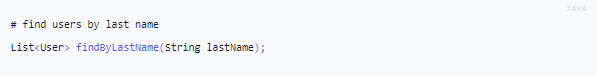 JAVA
# find users by last name
List<User> findByLastName(String lastName);